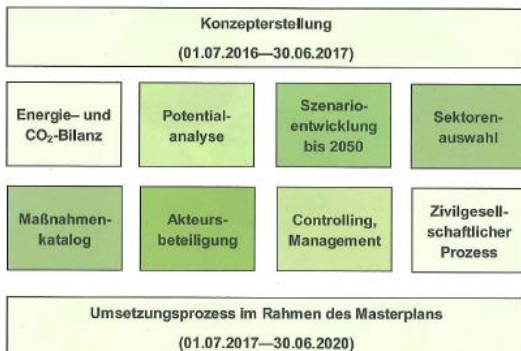 Konzepterstellung
(01.07.2016—30.06.2017)
Energie– und
CO₂-Bilanz
Potential-
analyse
Szenario-
entwicklung
bis 2050
Sektoren-
auswahl
Maßnahmen-
katalog
Akteurs-
beteiligung
Controlling,
Management
Zivilgesell-
schaftlicher
Prozess
Umsetzungsprozess im Rahmen des Masterplans
(01.07.2017—30.06.2020)